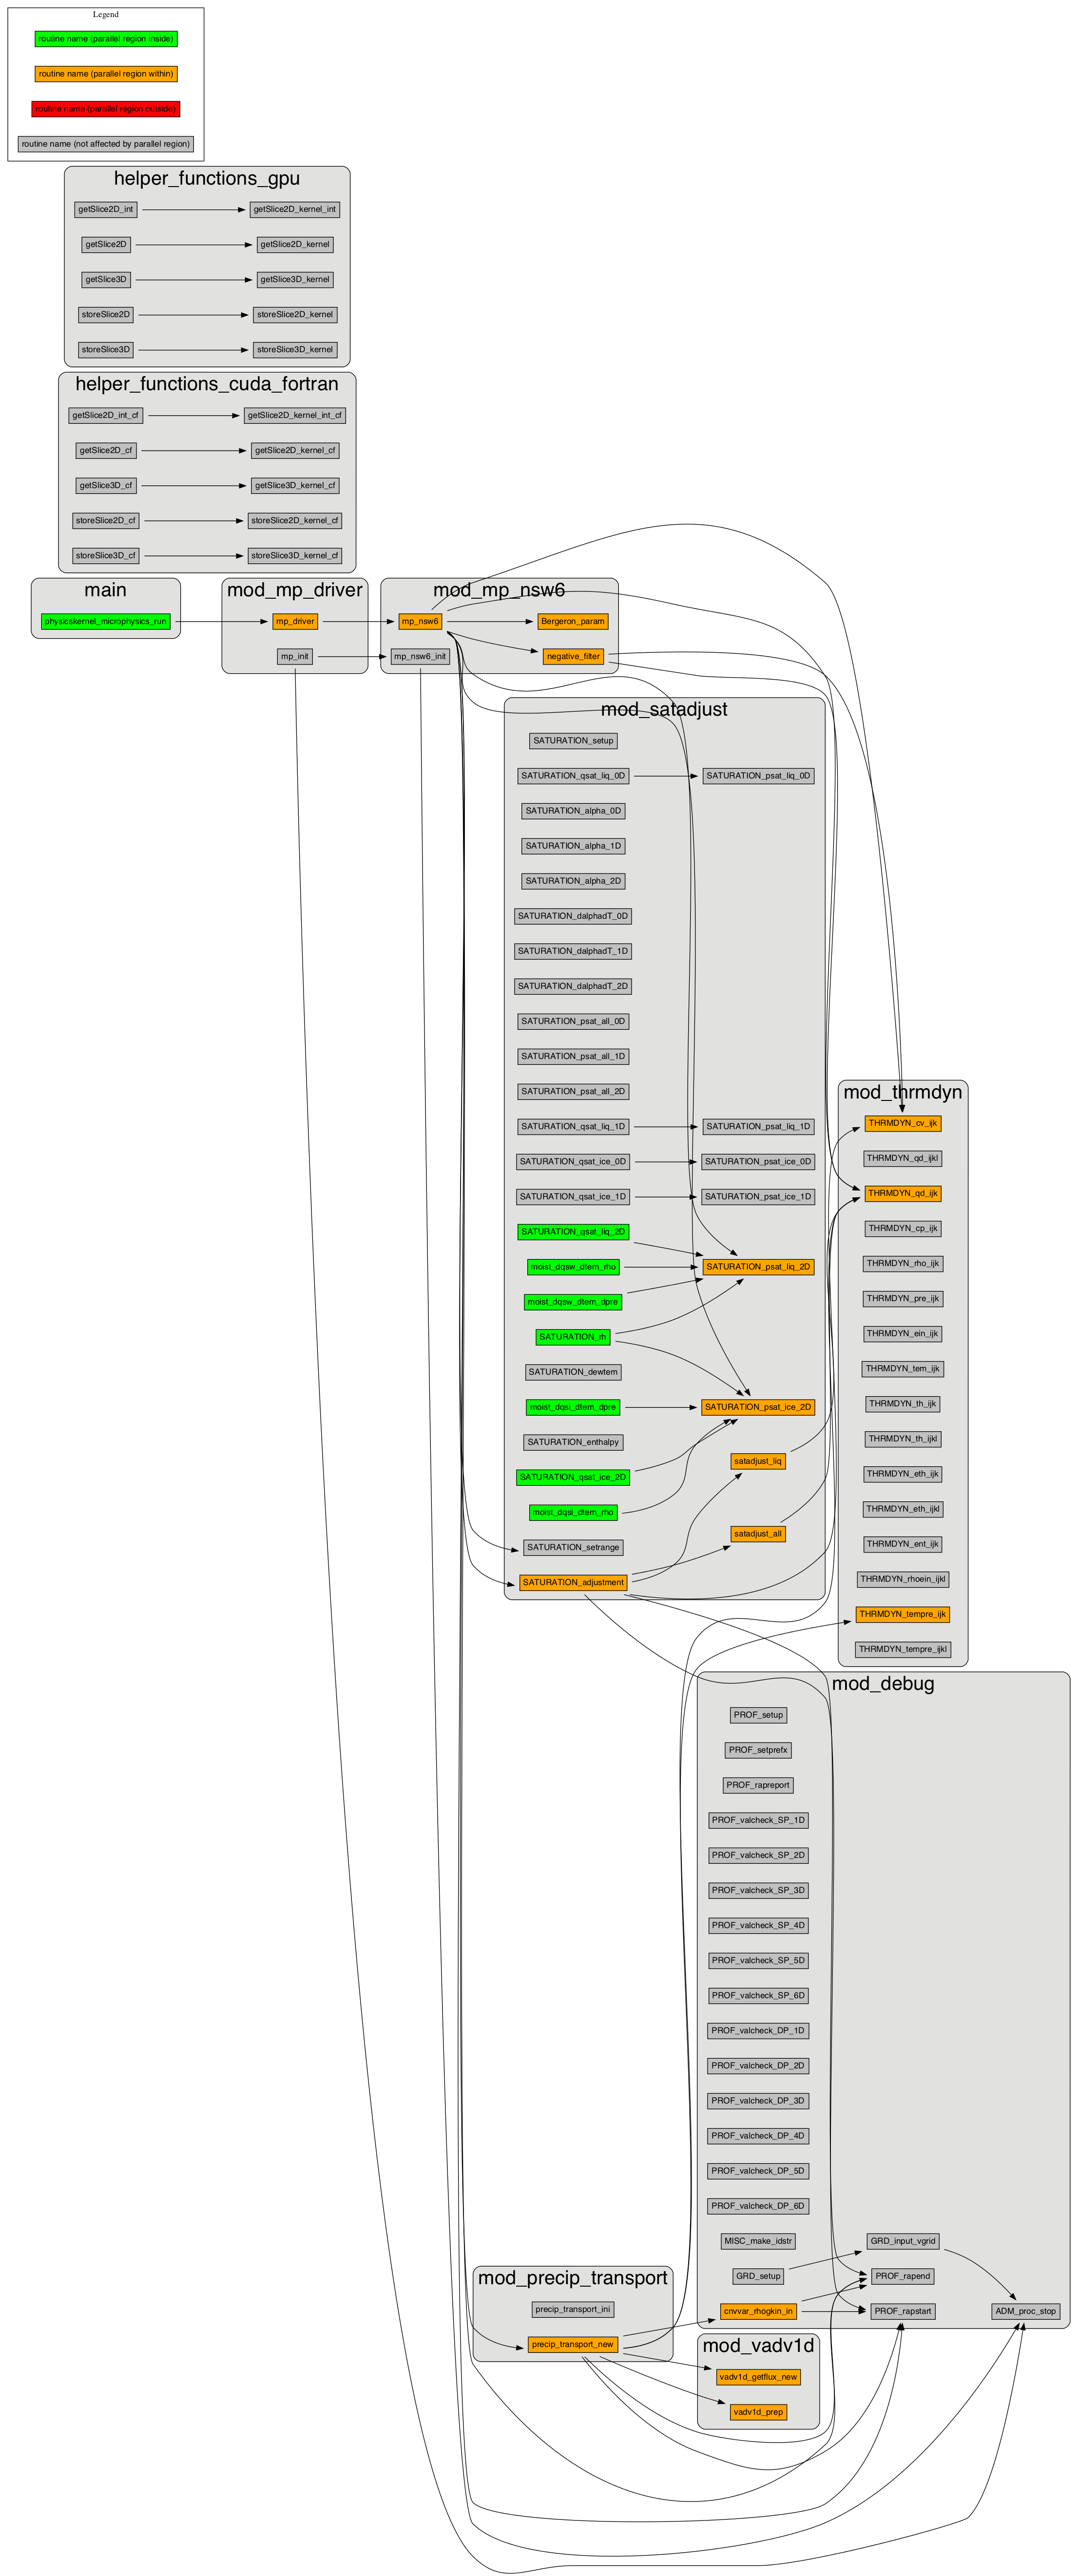 Legend
routine name (parallel region inside)
routine name (parallel region within)
routine name (parallel region outside)
routine name (not affected by parallel region)
helper_functions_gpu
getSlice2D_int
getSlice2D_kernel_int
getSlice2D
getSlice2D_kernel
getSlice3D
getSlice3D_kernel
storeSlice2D
storeSlice2D_kernel
storeSlice3D
storeSlice3D_kernel
helper_functions_cuda_fortran
getSlice2D_int_cf
getSlice2D_kernel_int_cf
getSlice2D_cf
getSlice2D_kernel_cf
getSlice3D_cf
getSlice3D_kernel_cf
storeSlice2D_cf
storeSlice2D_kernel_cf
storeSlice3D_cf
storeSlice3D_kernel_cf
main
physicskernel_microphysics_run
mod_mp_driver
mp_driver
mp_init
mod_mp_nsw6
mp_nsw6
Bergeron_param
mp_nsw6_init
negative_filter
mod_satadjust
SATURATION_setup
SATURATION_qsat_liq_0D
SATURATION_psat_liq_0D
SATURATION_alpha_0D
SATURATION_alpha_1D
SATURATION_alpha_2D
SATURATION_dalphadT_0D
SATURATION_dalphadT_1D
SATURATION_dalphadT_2D
SATURATION_psat_all_0D
SATURATION_psat_all_1D
SATURATION_psat_all_2D
SATURATION_qsat_liq_1D
SATURATION_psat_liq_1D
SATURATION_qsat_ice_0D
SATURATION_psat_ice_0D
SATURATION_qsat_ice_1D
SATURATION_psat_ice_1D
SATURATION_qsat_liq_2D
moist_dqsw_dtem_rho
SATURATION_psat_liq_2D
moist_dqsw_dtem_dpre
SATURATION_rh
SATURATION_dewtem
moist_dqsi_dtem_dpre
SATURATION_psat_ice_2D
SATURATION_enthalpy
satadjust_liq
SATURATION_qsat_ice_2D
moist_dqsi_dtem_rho
satadjust_all
SATURATION_setrange
SATURATION_adjustment
mod_thrmdyn
THRMDYN_cv_ijk
THRMDYN_qd_ijkl
THRMDYN_qd_ijk
THRMDYN_cp_ijk
THRMDYN_rho_ijk
THRMDYN_pre_ijk
THRMDYN_ein_ijk
THRMDYN_tem_ijk
THRMDYN_th_ijk
THRMDYN_th_ijkl
THRMDYN_eth_ijk
THRMDYN_eth_ijkl
THRMDYN_ent_ijk
THRMDYN_rhoein_ijkl
THRMDYN_tempre_ijk
THRMDYN_tempre_ijkl
mod_debug
PROF_setup
PROF_setprefx
PROF_rapreport
PROF_valcheck_SP_1D
PROF_valcheck_SP_2D
PROF_valcheck_SP_3D
PROF_valcheck_SP_4D
PROF_valcheck_SP_5D
PROF_valcheck_SP_6D
PROF_valcheck_DP_1D
PROF_valcheck_DP_2D
PROF_valcheck_DP_3D
PROF_valcheck_DP_4D
PROF_valcheck_DP_5D
PROF_valcheck_DP_6D
MISC_make_idstr
GRD_input_vgrid
GRD_setup
PROF_rapend
cnvvar_rhogkin_in
PROF_rapstart
ADM_proc_stop
mod_precip_transport
precip_transport_ini
precip_transport_new
mod_vadv1d
vadv1d_getflux_new
vadv1d_prep